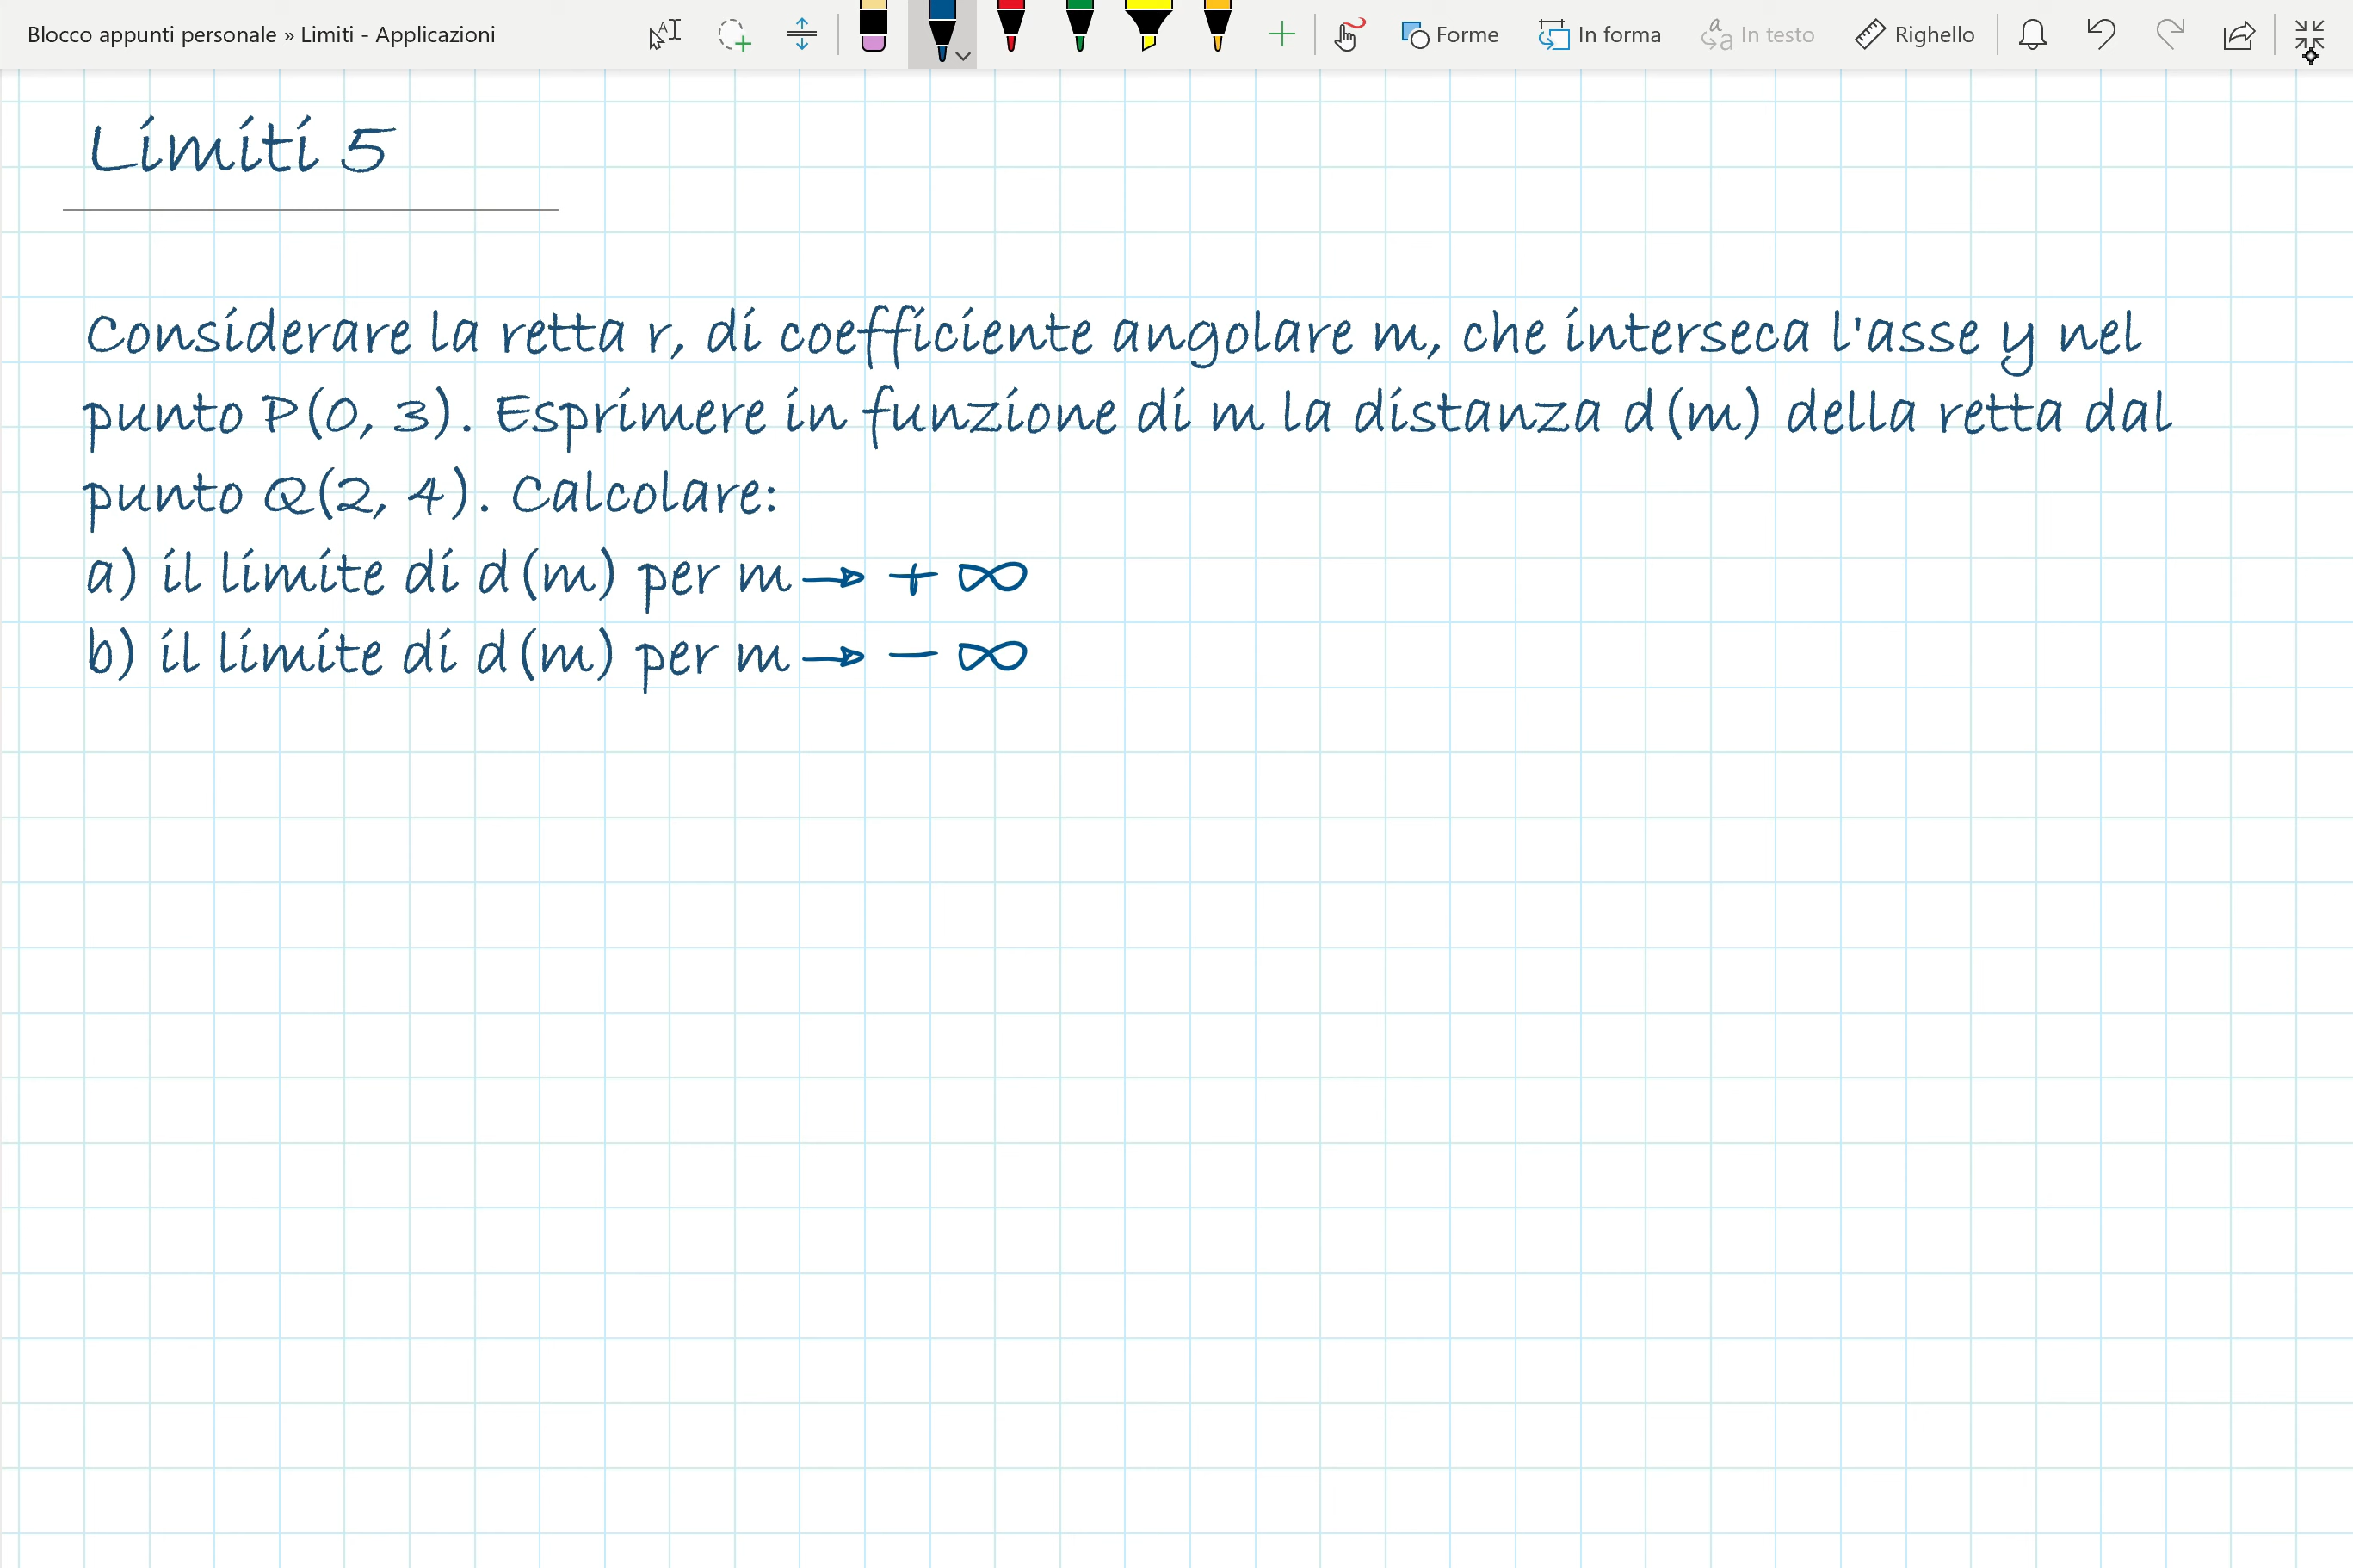 Blocco appunti personale » Limiti - Applicazioni
Forme
In forma
In testo
Righello
Limiti 5
Considerare la retta r, di coefficiente angolare m, che interseca l'asse y nel
punto P(0, 3). Esprimere in funzione di m la distanza d(m) della retta dal
punto Q(2, 4). Calcolare:
a) il limite di d(m) per m → + ∞
b) il limite di d(m) per m → − ∞